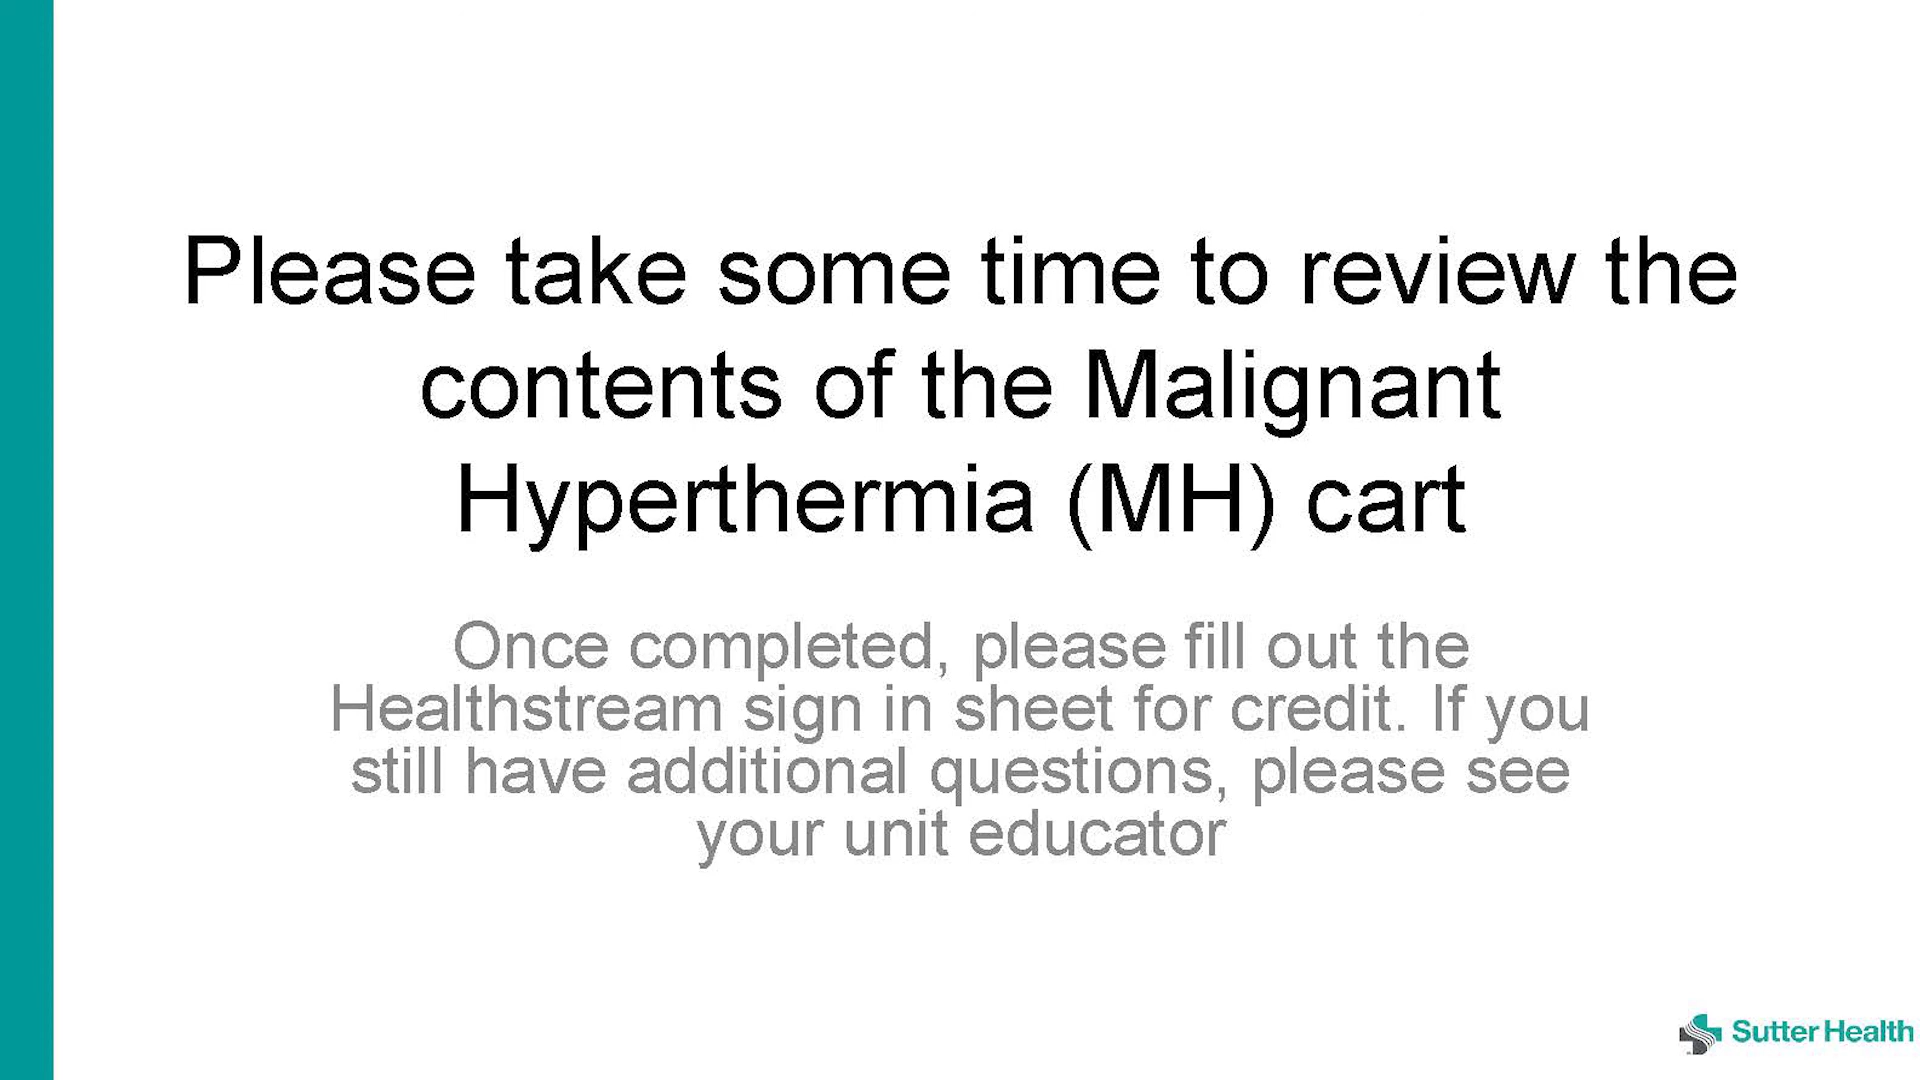 Please take some time to review the
contents of the Malignant
Hyperthermia (MH) cart
Once completed, please fill out the
Healthstream sign in sheet for credit. If you
still have additional questions, please see
your unit educator
Sutter Health